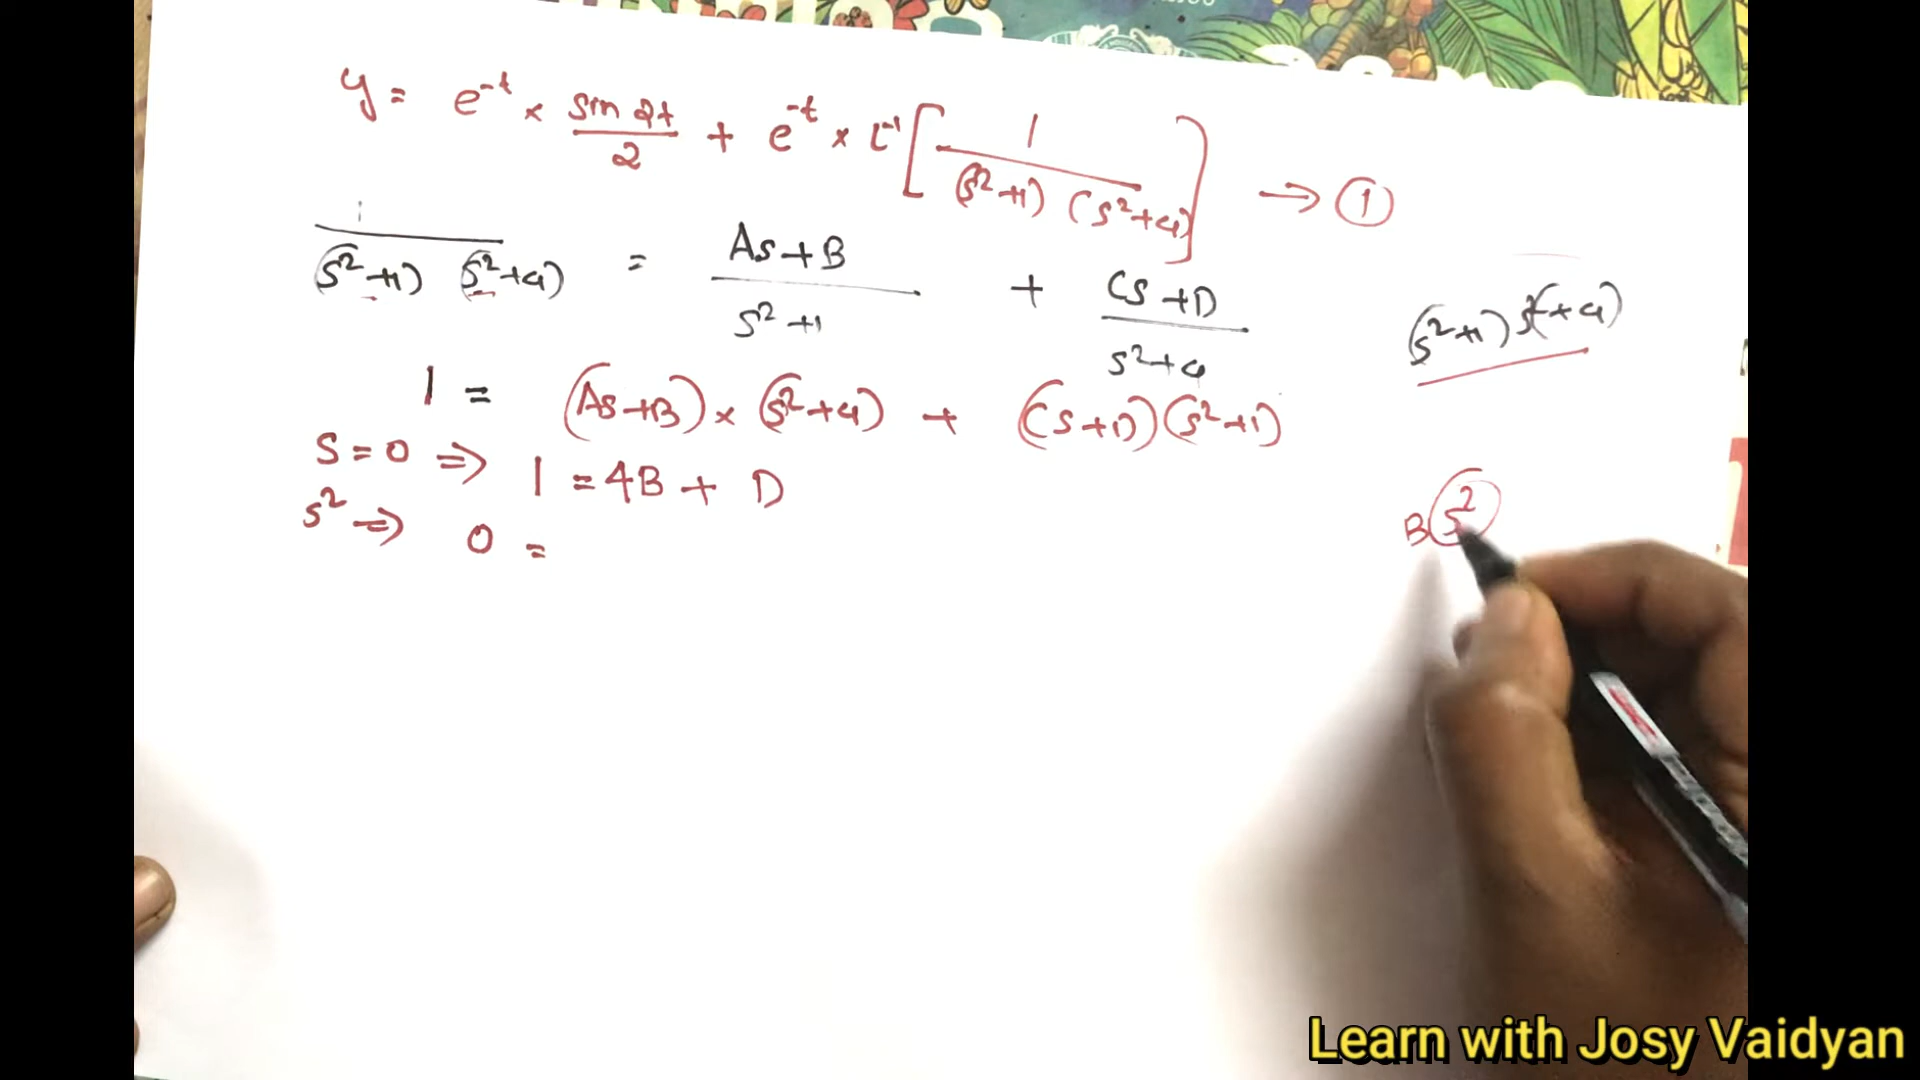 y = e^-t × sin 2t / 2 + e^-t × L^-1 [ 1 / (s²+1) (s²+4) ] → ①
1 / (s²+1) (s²+4) = As+B / s²+1 + Cs+D / s²+4
(s²+1) s²(+4)
1 = (As+B) × (s²+4) + (Cs+D) (s²+1)
S=0 ⇒ 1 = 4B + D
s² ⇒ 0 =
B s²
Learn with Josy Vaidyan